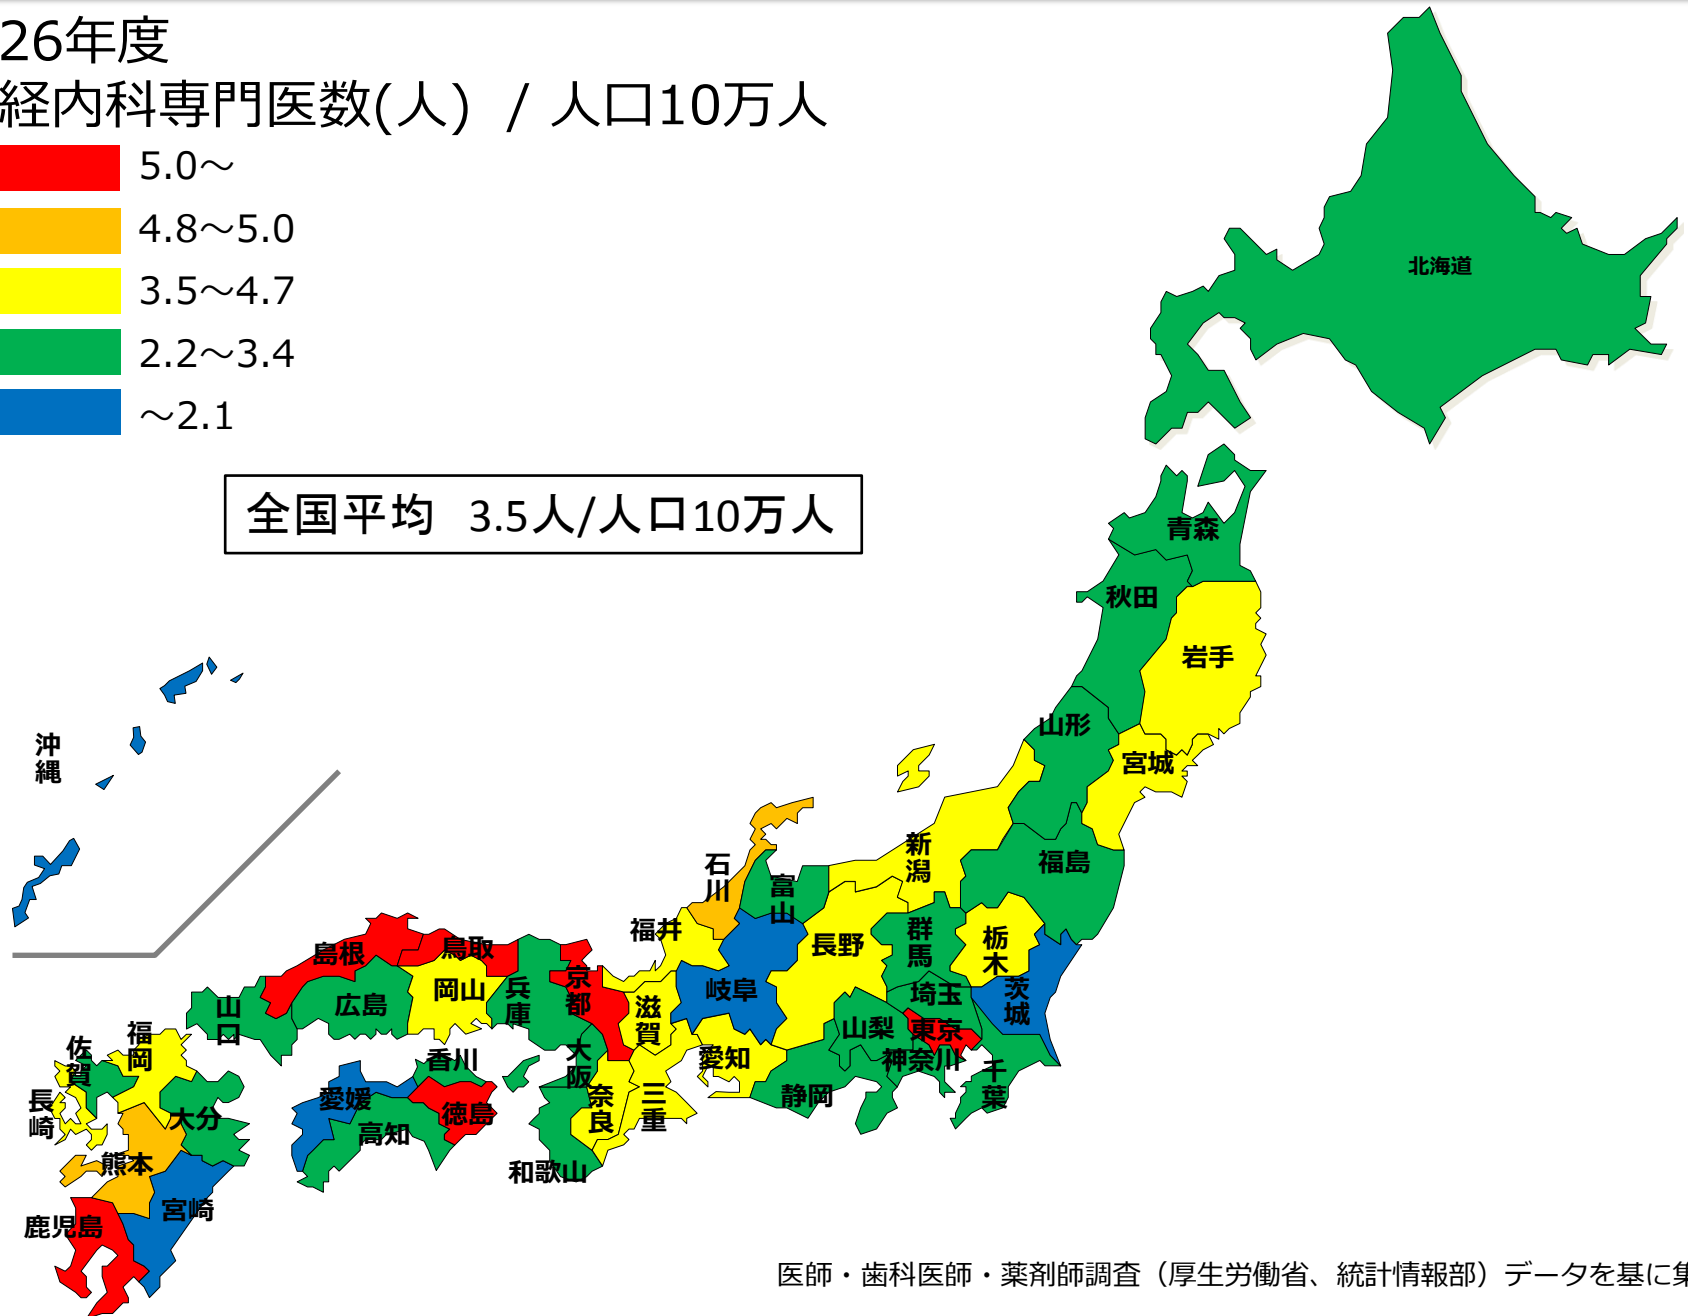 26年度
経内科専門医数(人) / 人口10万人
5.0～
4.8～5.0
3.5～4.7
2.2～3.4
～2.1
全国平均 3.5人/人口10万人
北海道
青森
秋田
岩手
山形
宮城
福島
新潟
石川
富山
福井
長野
群馬
栃木
茨城
埼玉
東京
神奈川
千葉
山梨
静岡
岐阜
愛知
滋賀
三重
奈良
京都
大阪
兵庫
和歌山
鳥取
島根
岡山
広島
山口
香川
徳島
愛媛
高知
福岡
佐賀
長崎
大分
熊本
宮崎
鹿児島
沖縄
医師・歯科医師・薬剤師調査（厚生労働省、統計情報部）データを基に集